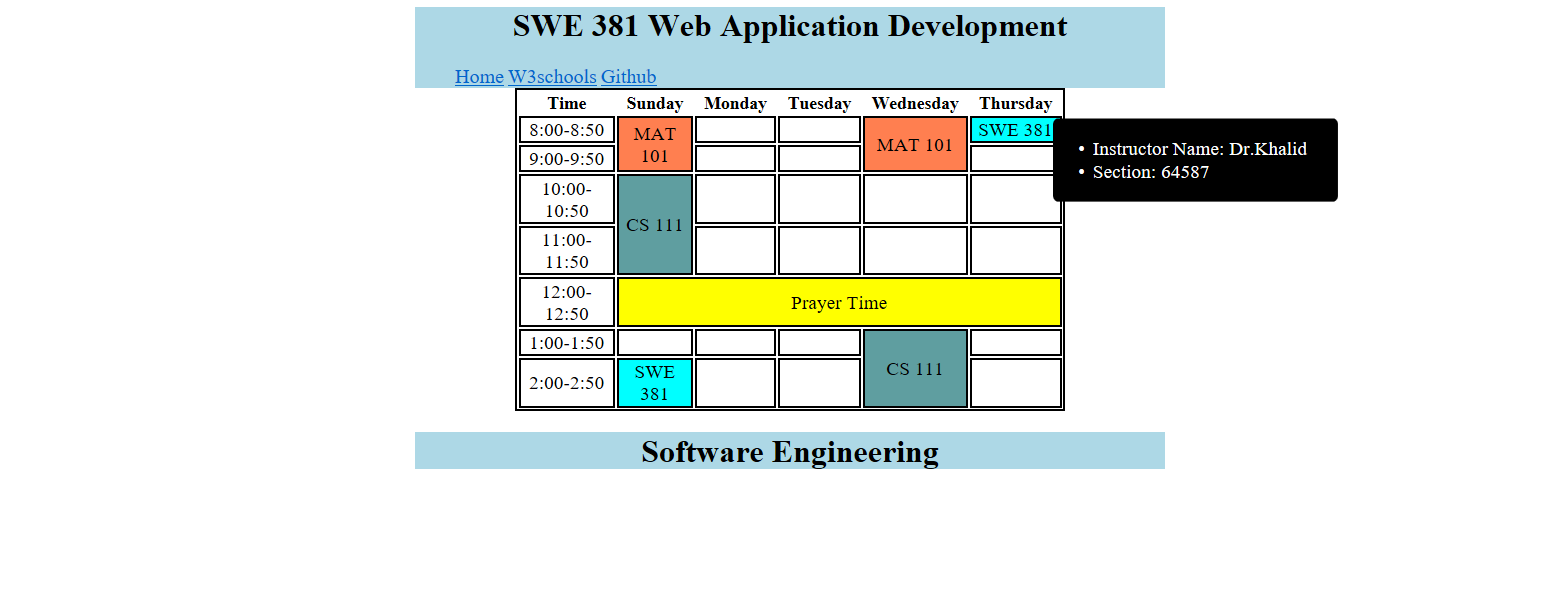 SWE 381 Web Application Development
Home W3schools Github
Time Sunday Monday Tuesday Wednesday Thursday
8:00-8:50
MAT
101
MAT 101
SWE 381
9:00-9:50
• Instructor Name: Dr.Khalid
• Section: 64587
10:00-
10:50
CS 111
11:00-
11:50
12:00-
12:50
Prayer Time
1:00-1:50
CS 111
2:00-2:50
SWE
381
Software Engineering